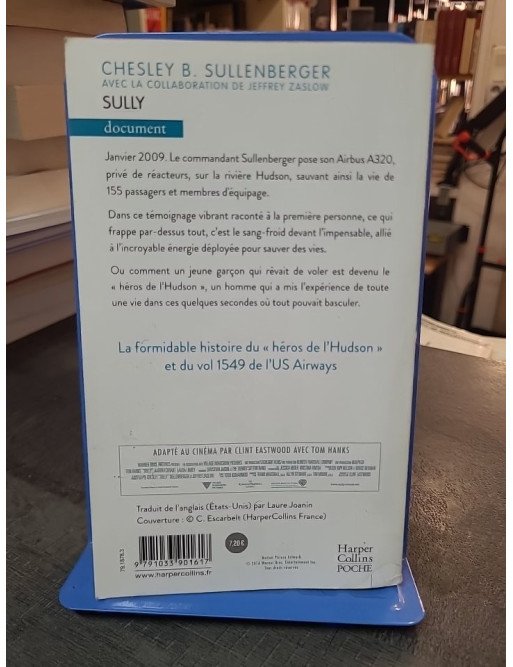 CHESLEY B. SULLENBERGER
AVEC LA COLLABORATION DE JEFFREY ZASLOW
SULLY
document
Janvier 2009. Le commandant Sullenberger pose son Airbus A320,
privé de réacteurs, sur la rivière Hudson, sauvant ainsi la vie de
155 passagers et membres d'équipage.
Dans ce témoignage vibrant raconté à la première personne, ce qui
frappe par-dessus tout, c'est le sang-froid devant l'impensable, allié
à l'incroyable énergie déployée pour sauver des vies.
Ou comment un jeune garçon qui rêvait de voler est devenu le
« héros de l'Hudson », un homme qui a mis l'expérience de toute
une vie dans ces quelques secondes où tout pouvait basculer.
La formidable histoire du « héros de l'Hudson »
et du vol 1549 de l'US Airways
ADAPTÉ AU CINÉMA PAR CLINT EASTWOOD AVEC TOM HANKS
Traduit de l'anglais (États-Unis) par Laure Joanin
Couverture : © C. Escarbelt (HarperCollins France)
7,20 €
9 791033 901617
www.harpercollins.fr
Harper
Collins
POCHE